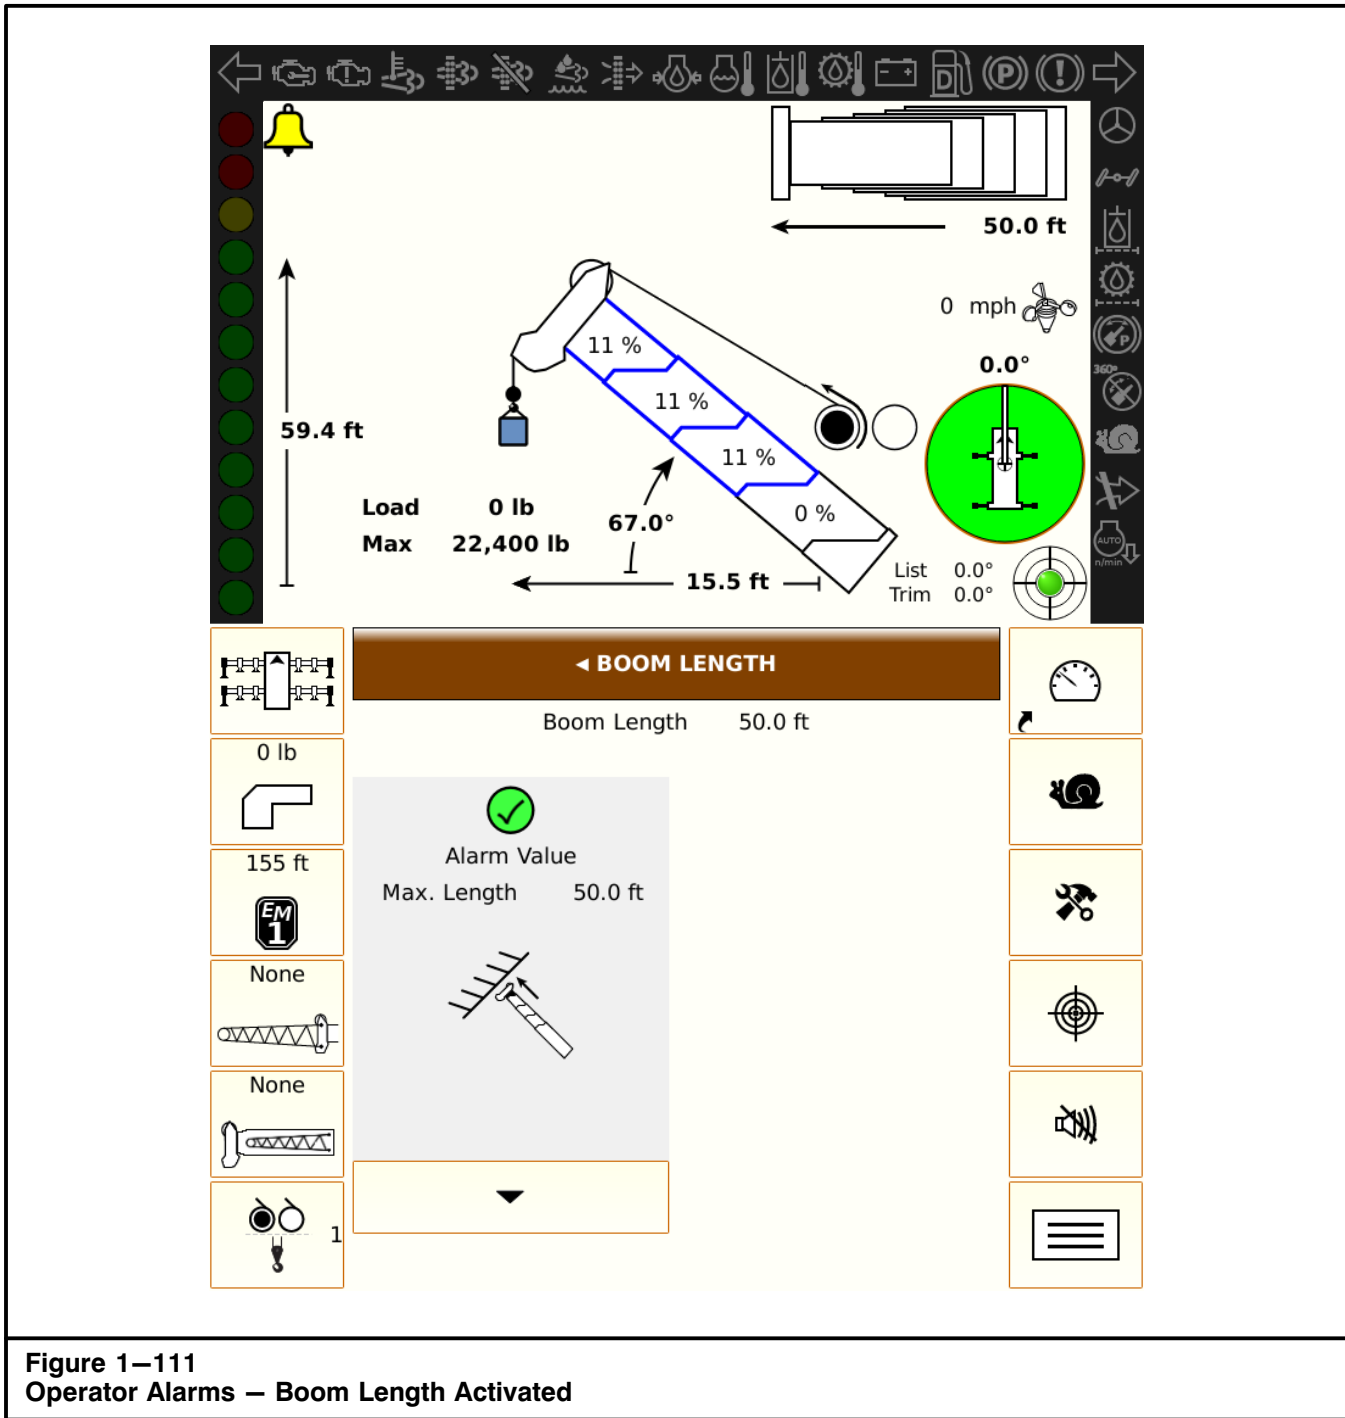 D
P
50.0 ft
0 mph
P
0.0°
360°
11 %
11 %
59.4 ft
11 %
Load 0 lb
67.0°
0 %
Max 22,400 lb
AUTO
n/min
15.5 ft
List 0.0°
Trim 0.0°
◄ BOOM LENGTH
Boom Length 50.0 ft
0 lb
Alarm Value
155 ft
Max. Length 50.0 ft
EM
1
None
None
1
Figure 1—111
Operator Alarms — Boom Length Activated